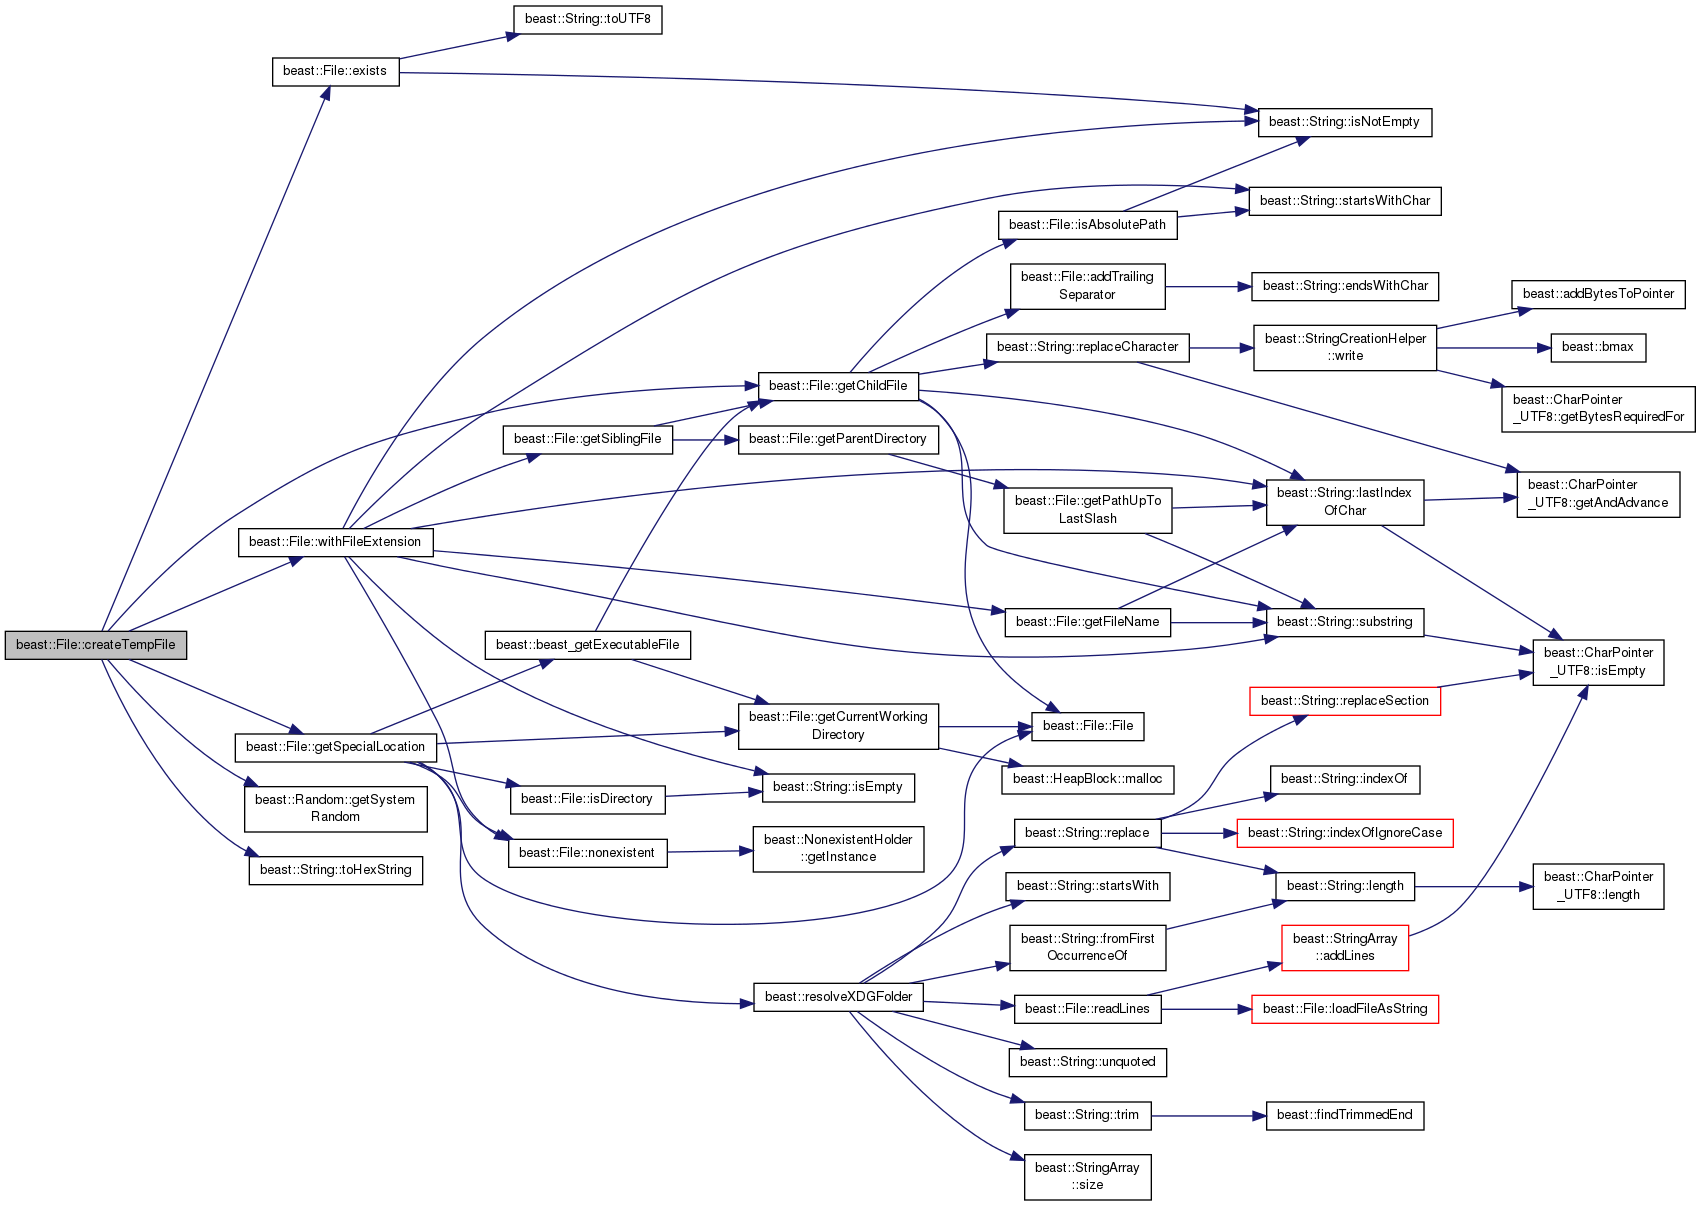 beast::String::toUTF8
beast::File::exists
beast::String::isNotEmpty
beast::String::startsWithChar
beast::File::isAbsolutePath
beast::File::addTrailing
Separator
beast::String::endsWithChar
beast::addBytesToPointer
beast::String::replaceCharacter
beast::StringCreationHelper
::write
beast::bmax
beast::File::getChildFile
beast::CharPointer
_UTF8::getBytesRequiredFor
beast::File::getSiblingFile
beast::File::getParentDirectory
beast::File::getPathUpTo
LastSlash
beast::String::lastIndex
OfChar
beast::CharPointer
_UTF8::getAndAdvance
beast::File::withFileExtension
beast::File::getFileName
beast::String::substring
beast::File::createTempFile
beast::beast_getExecutableFile
beast::CharPointer
_UTF8::isEmpty
beast::String::replaceSection
beast::File::getCurrentWorking
Directory
beast::File::File
beast::File::getSpecialLocation
beast::HeapBlock::malloc
beast::String::indexOf
beast::String::isEmpty
beast::File::isDirectory
beast::Random::getSystem
Random
beast::String::replace
beast::String::indexOfIgnoreCase
beast::NonexistentHolder
::getInstance
beast::File::nonexistent
beast::String::toHexString
beast::String::startsWith
beast::String::length
beast::CharPointer
_UTF8::length
beast::String::fromFirst
OccurrenceOf
beast::StringArray
::addLines
beast::resolveXDGFolder
beast::File::readLines
beast::File::loadFileAsString
beast::String::unquoted
beast::String::trim
beast::findTrimmedEnd
beast::StringArray
::size